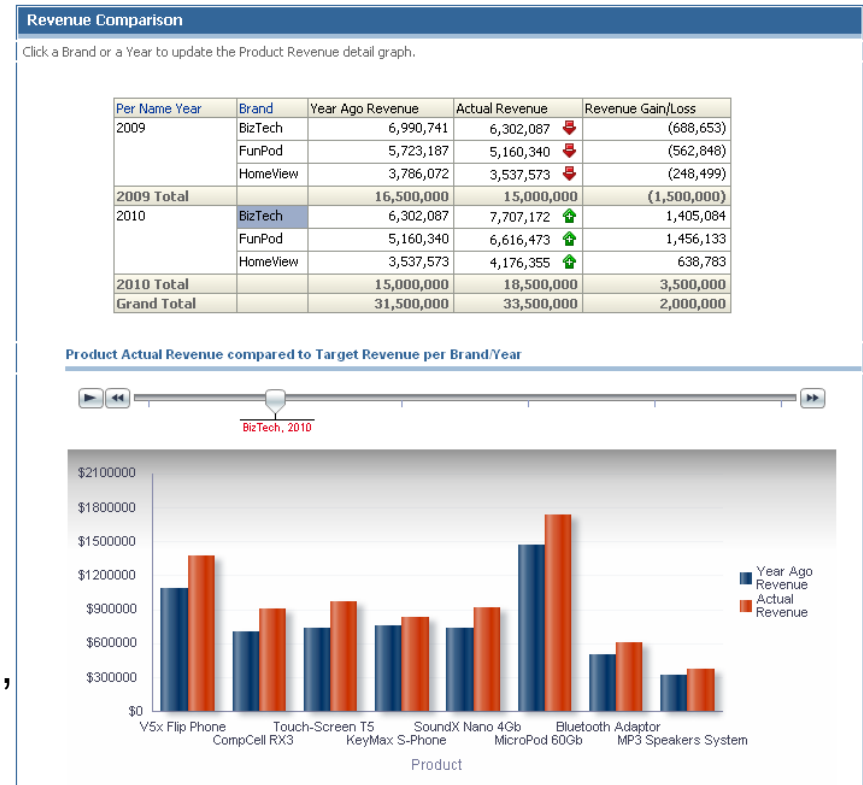 Revenue Comparison
Click a Brand or a Year to update the Product Revenue detail graph.
Per Name Year Brand Year Ago Revenue Actual Revenue Revenue Gain/Loss
2009 BizTech 6,990,741 6,302,087 (688,653)
FunPod 5,723,187 5,160,340 (562,848)
HomeView 3,786,072 3,537,573 (248,499)
2009 Total 16,500,000 15,000,000 (1,500,000)
2010 BizTech 6,302,087 7,707,172 1,405,084
FunPod 5,160,340 6,616,473 1,456,133
HomeView 3,537,573 4,176,355 638,783
2010 Total 15,000,000 18,500,000 3,500,000
Grand Total 31,500,000 33,500,000 2,000,000
Product Actual Revenue compared to Target Revenue per Brand/Year
BizTech, 2010
$2100000
$1800000
$1500000
$1200000
$900000
$600000
$300000
$0
Year Ago
Revenue
Actual
Revenue
,
V5x Flip Phone Touch-Screen T5 SoundX Nano 4Gb Bluetooth Adaptor
CompCell RX3 KeyMax S-Phone MicroPod 60Gb MP3 Speakers System
Product